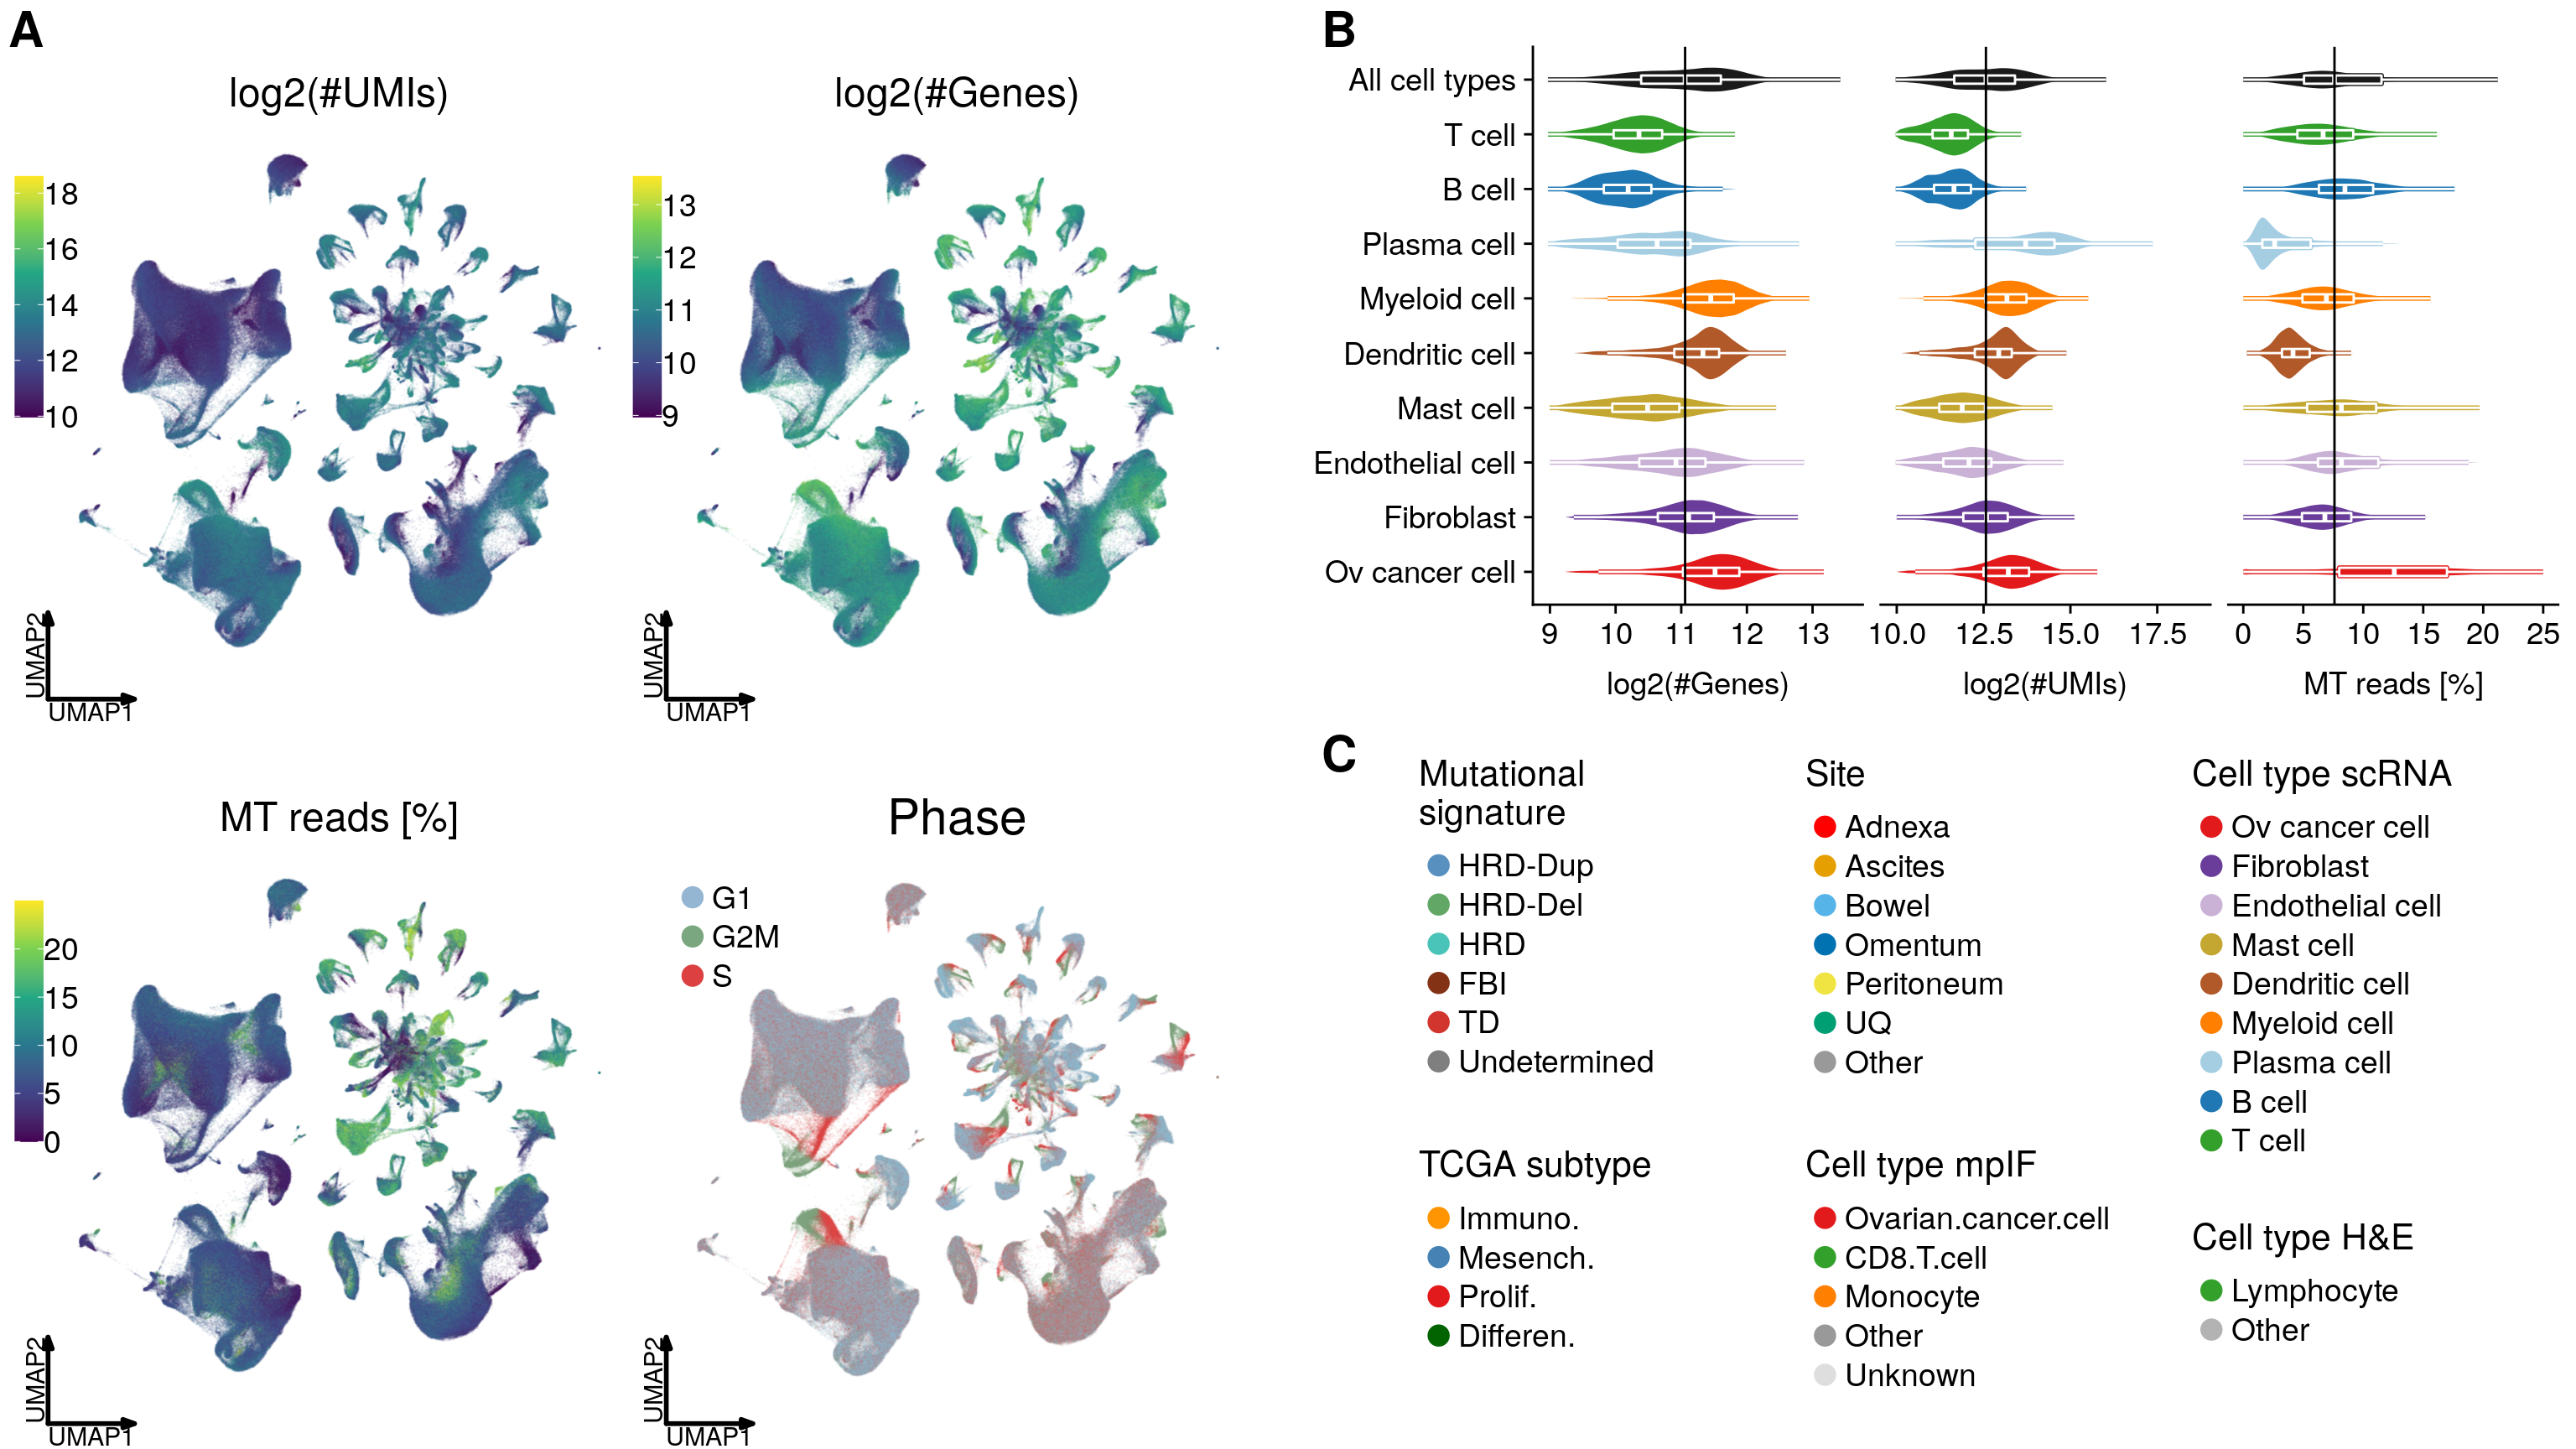 A
log2(#UMIs)
18
16
14
12
10
UMAP2
UMAP1
log2(#Genes)
13
12
11
10
9
UMAP2
UMAP1
MT reads [%]
20
15
10
5
0
UMAP2
UMAP1
Phase
G1
G2M
S
UMAP2
UMAP1
B
All cell types
T cell
B cell
Plasma cell
Myeloid cell
Dendritic cell
Mast cell
Endothelial cell
Fibroblast
Ov cancer cell
9 10 11 12 13
log2(#Genes)
10.0 12.5 15.0 17.5
log2(#UMIs)
0 5 10 15 20 25
MT reads [%]
C
Mutational
signature
HRD-Dup
HRD-Del
HRD
FBI
TD
Undetermined
Site
Adnexa
Ascites
Bowel
Omentum
Peritoneum
UQ
Other
Cell type scRNA
Ov cancer cell
Fibroblast
Endothelial cell
Mast cell
Dendritic cell
Myeloid cell
Plasma cell
B cell
T cell
TCGA subtype
Immuno.
Mesench.
Prolif.
Differen.
Cell type mpIF
Ovarian.cancer.cell
CD8.T.cell
Monocyte
Other
Unknown
Cell type H&E
Lymphocyte
Other